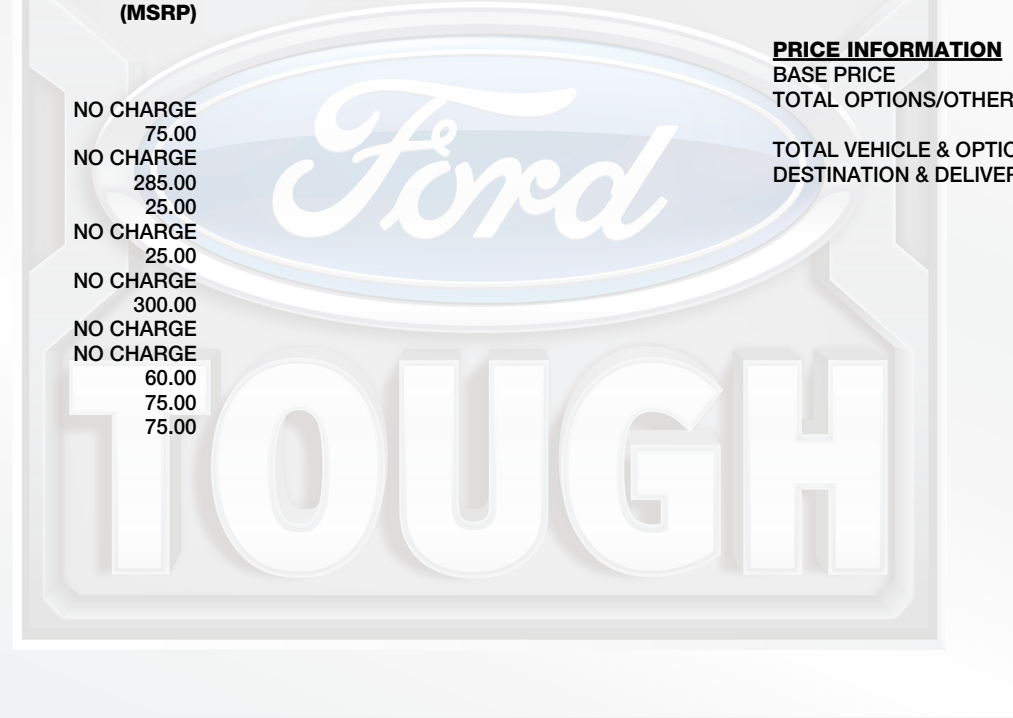 (MSRP)
NO CHARGE
75.00
NO CHARGE
285.00
25.00
NO CHARGE
25.00
NO CHARGE
300.00
NO CHARGE
NO CHARGE
60.00
75.00
75.00
PRICE INFORMATION
BASE PRICE
TOTAL OPTIONS/OTHER
TOTAL VEHICLE & OPTIO
DESTINATION & DELIVER
Ford
TOUGH